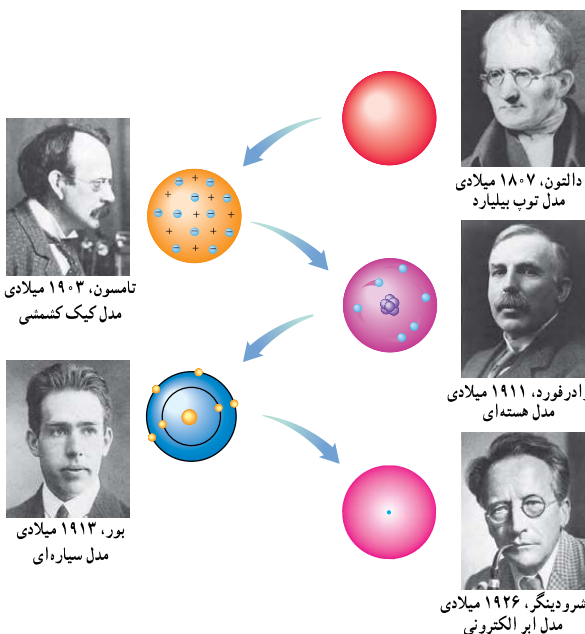 دالتون، ۱۸۰۷ میلادی
مدل توپ بیلیارد
تامسون، ۱۹۰۳ میلادی
مدل کیک کشمشی
رادرفورد، ۱۹۱۱ میلادی
مدل هسته‌ای
بور، ۱۹۱۳ میلادی
مدل سیاره‌ای
شرودینگر، ۱۹۲۶ میلادی
مدل ابر الکترونی